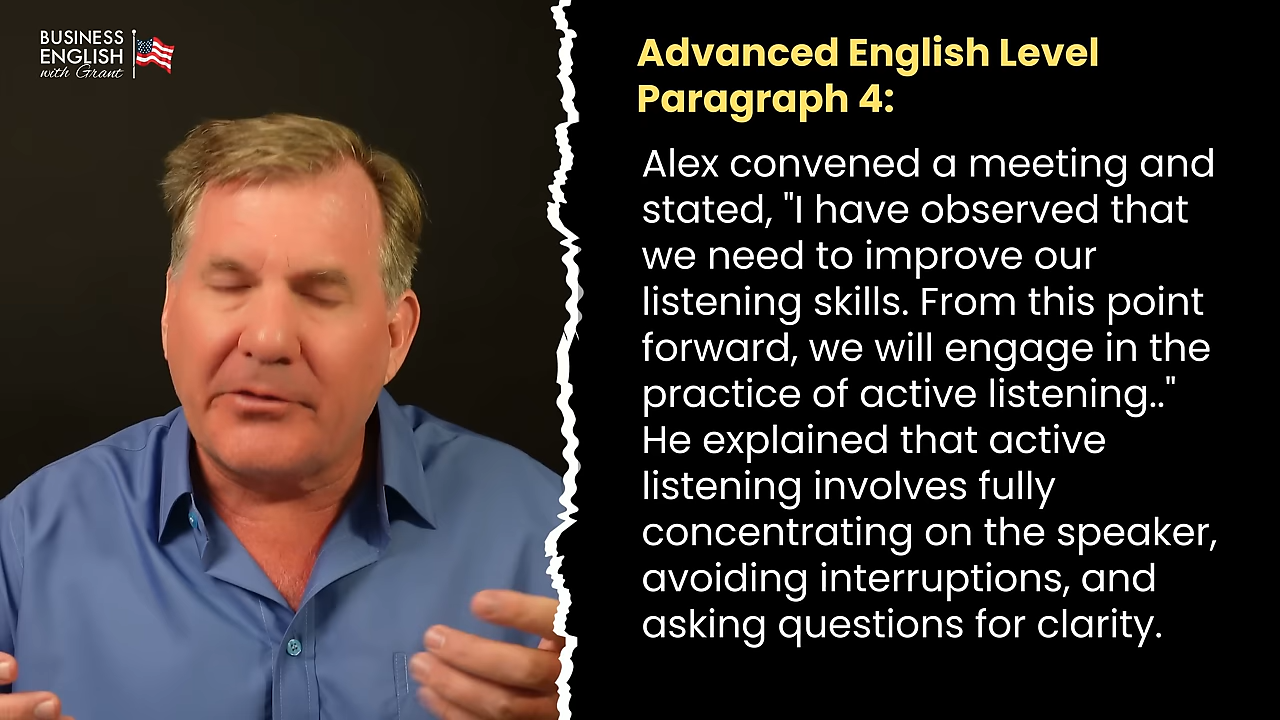 BUSINESS
ENGLISH
with Grant
Advanced English Level
Paragraph 4:
Alex convened a meeting and
stated, "I have observed that
we need to improve our
listening skills. From this point
forward, we will engage in the
practice of active listening.."
He explained that active
listening involves fully
concentrating on the speaker,
avoiding interruptions, and
asking questions for clarity.